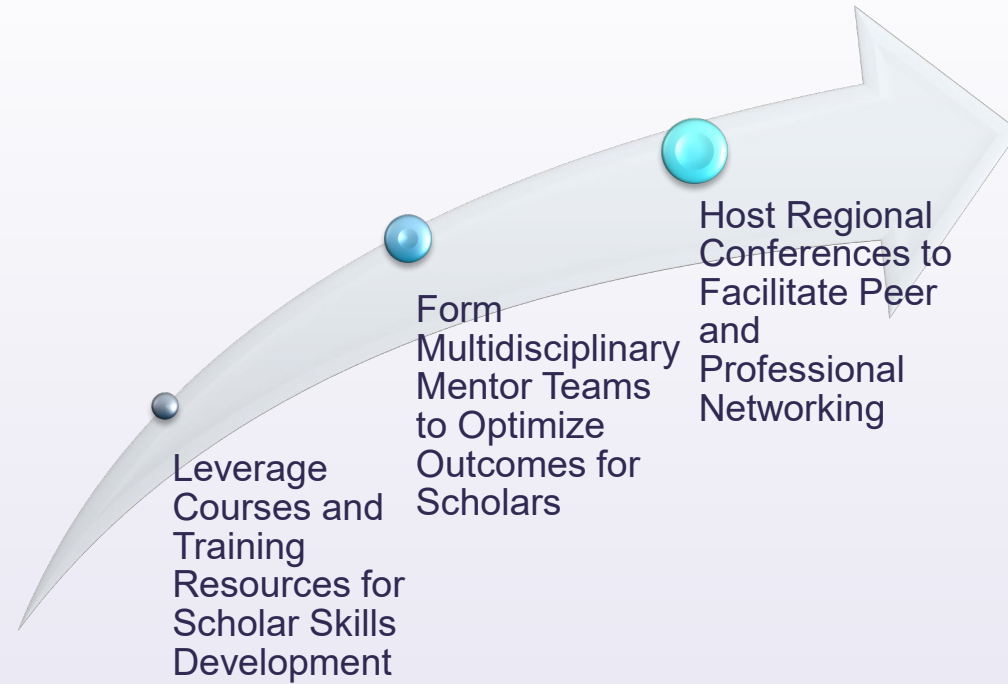 Leverage
Courses and
Training
Resources for
Scholar Skills
Development
Form
Multidisciplinary
Mentor Teams
to Optimize
Outcomes for
Scholars
Host Regional
Conferences to
Facilitate Peer
and
Professional
Networking